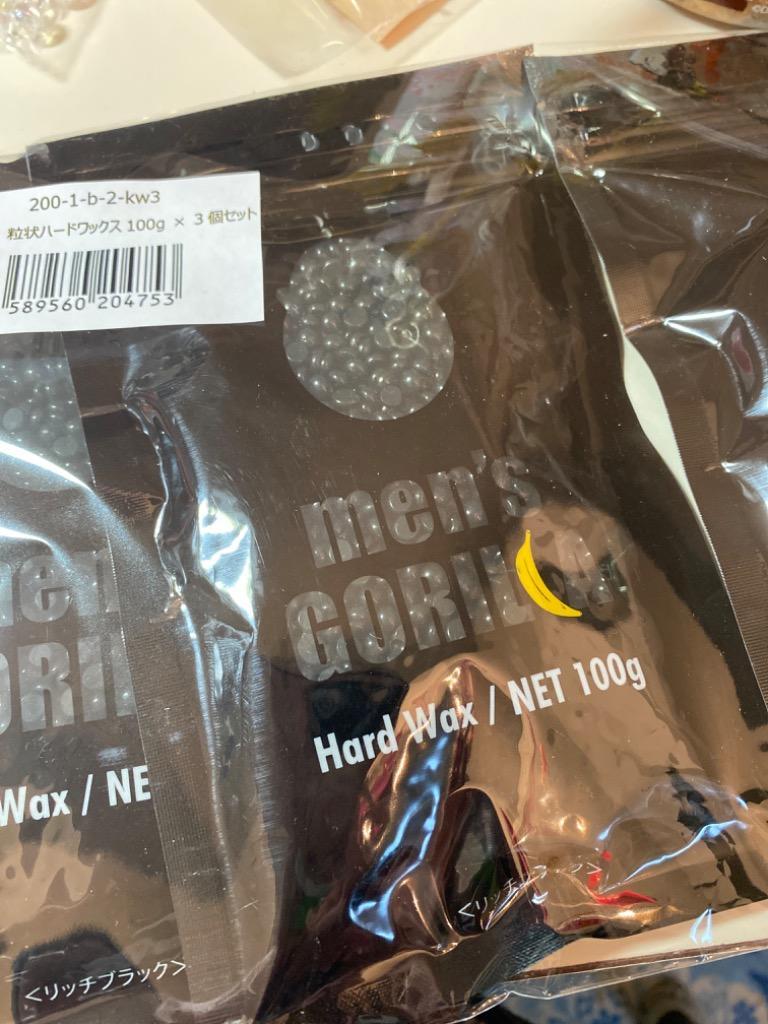 200-1-b-2-kw3
粒状ハードワックス 100g × 3 個セット
589560 204753
men's
GORILLA
Hard Wax / NET 100g
<リッチブラック>
men
ORIL
Wax / NE
<リッチブラック>